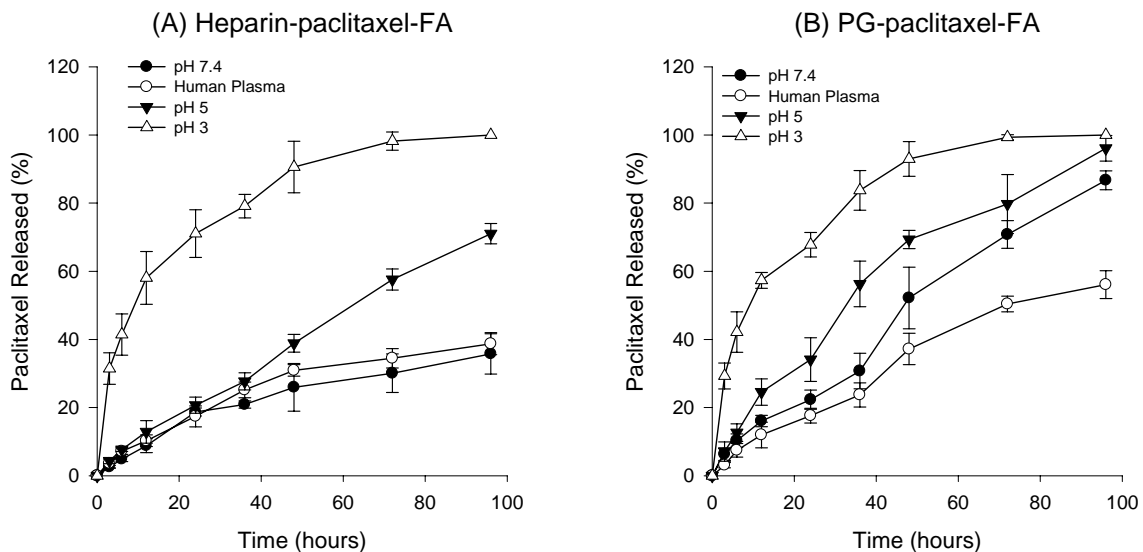 (A) Heparin-paclitaxel-FA
120
100
80
60
40
20
0
Paclitaxel Released (%)
pH 7.4
Human Plasma
pH 5
pH 3
0 20 40 60 80 100
Time (hours)
(B) PG-paclitaxel-FA
120
100
80
60
40
20
0
Paclitaxel Released (%)
pH 7.4
Human Plasma
pH 5
pH 3
0 20 40 60 80 100
Time (hours)